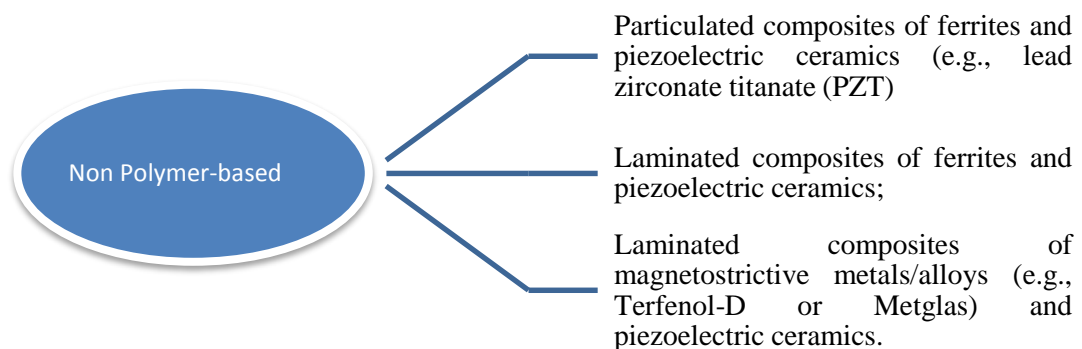 Particulated composites of ferrites and
piezoelectric ceramics (e.g., lead
zirconate titanate (PZT)
Non Polymer-based
Laminated composites of ferrites and
piezoelectric ceramics;
Laminated composites of
magnetostrictive metals/alloys (e.g.,
Terfenol-D or Metglas) and
piezoelectric ceramics.